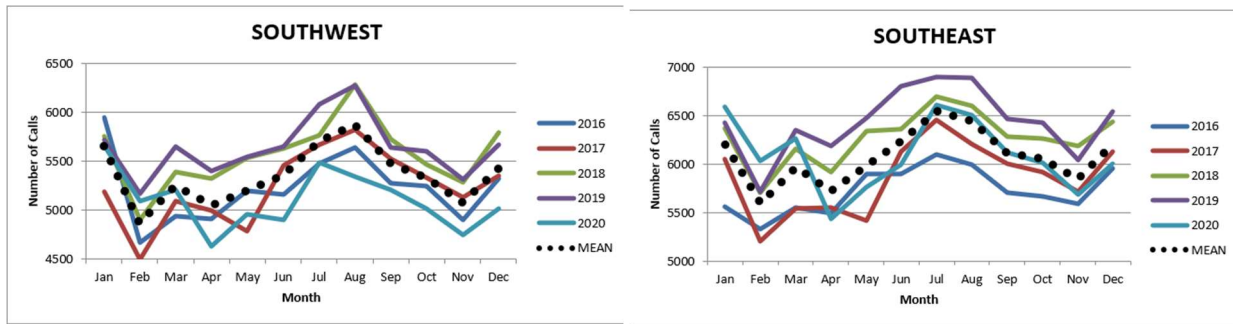 SOUTHWEST
6500
6000
5500
5000
4500
Number of Calls
Jan Feb Mar Apr May Jun Jul Aug Sep Oct Nov Dec
Month
2016
2017
2018
2019
2020
MEAN
SOUTHEAST
7000
6500
6000
5500
5000
Number of Calls
Jan Feb Mar Apr May Jun Jul Aug Sep Oct Nov Dec
Month
2016
2017
2018
2019
2020
MEAN